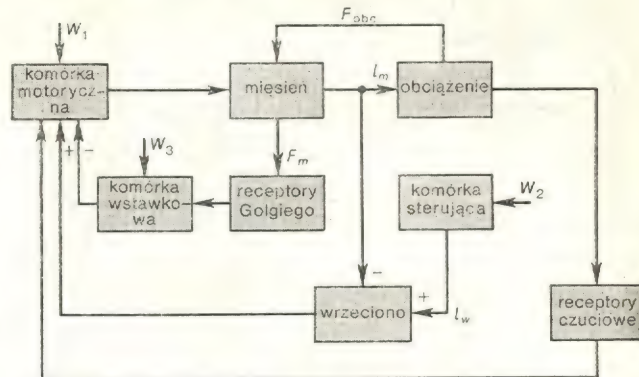 W₁
F_obc
komórka
motorycz-
na
mięsień
l_m
obciążenie
+
-
W₃
F_m
komórka
wstawko-
wa
receptory
Golgiego
komórka
sterująca
W₂
-
+
wrzeciono
l_w
receptory
czuciowe